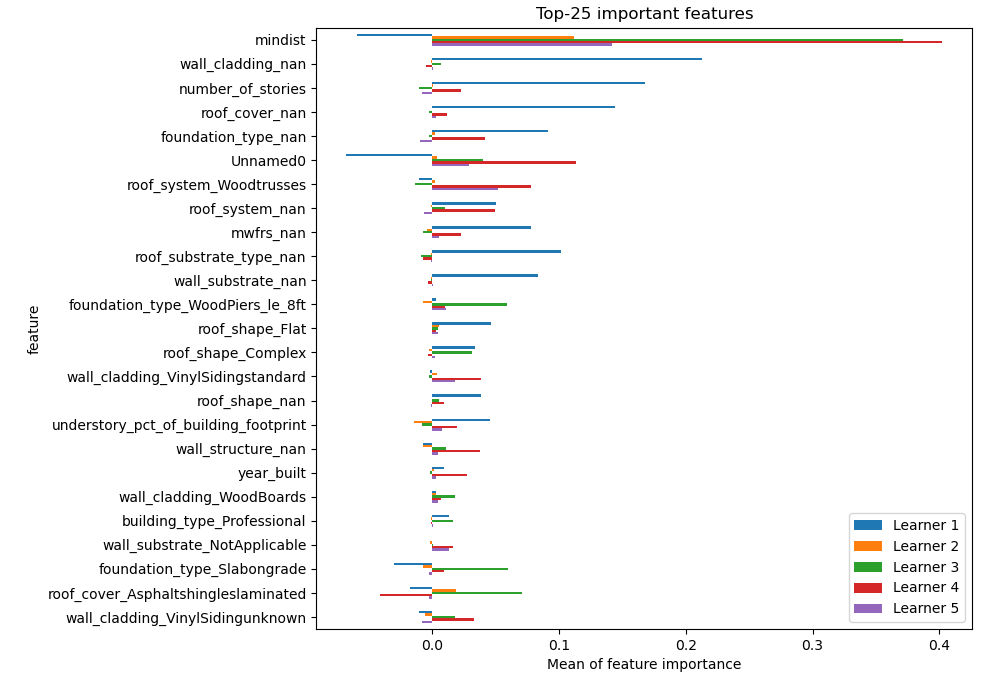 Top-25 important features
mindist
wall_cladding_nan
number_of_stories
roof_cover_nan
foundation_type_nan
Unnamed0
roof_system_Woodtrusses
roof_system_nan
mwfrs_nan
roof_substrate_type_nan
wall_substrate_nan
foundation_type_WoodPiers_le_8ft
roof_shape_Flat
roof_shape_Complex
wall_cladding_VinylSidingstandard
roof_shape_nan
understory_pct_of_building_footprint
wall_structure_nan
year_built
wall_cladding_WoodBoards
building_type_Professional
wall_substrate_NotApplicable
foundation_type_Slabongrade
roof_cover_Asphaltshingleslaminated
wall_cladding_VinylSidingunknown
feature
Learner 1
Learner 2
Learner 3
Learner 4
Learner 5
0.0 0.1 0.2 0.3 0.4
Mean of feature importance